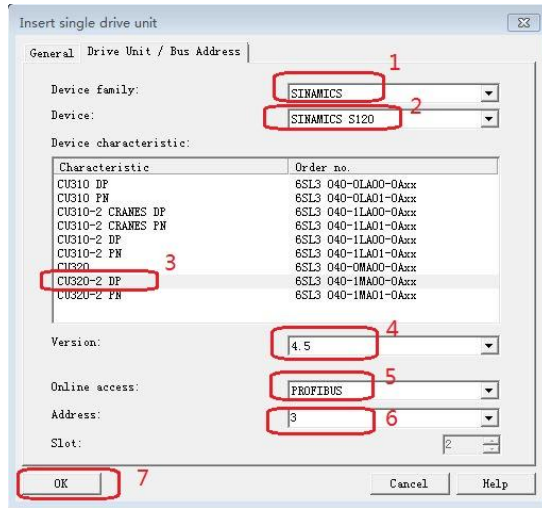 Insert single drive unit
General Drive Unit / Bus Address
1
Device family: SINAMICS
2
Device: SINAMICS S120
Device characteristic:
Characteristic Order no.
CU310 DP 6SL3 040-0LA00-0Axx
CU310 PN 6SL3 040-0LA01-0Axx
CU310-2 CRANES DP 6SL3 040-1LA00-0Axx
CU310-2 CRANES PN 6SL3 040-1LA01-0Axx
CU310-2 DP 6SL3 040-1LA00-0Axx
CU310-2 PN 6SL3 040-1LA01-0Axx
CU320 6SL3 040-0MA00-0Axx
3
CU320-2 DP 6SL3 040-1MA00-0Axx
CU320-2 PN 6SL3 040-1MA01-0Axx
4
Version: 4.5
5
Online access: PROFIBUS
Address: 3 6
Slot: 2
OK 7 Cancel Help